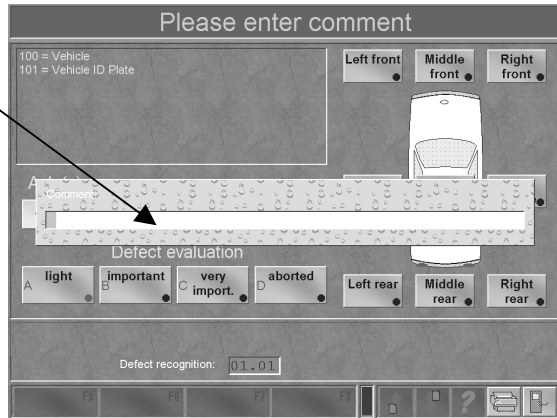 Please enter comment
100 = Vehicle
101 = Vehicle ID Plate
Left front
Middle front
Right front
Comment
Defect evaluation
A light
B important
C very import.
D aborted
Left rear
Middle rear
Right rear
Defect recognition: 01.01
F5 F6 F7 F8
?